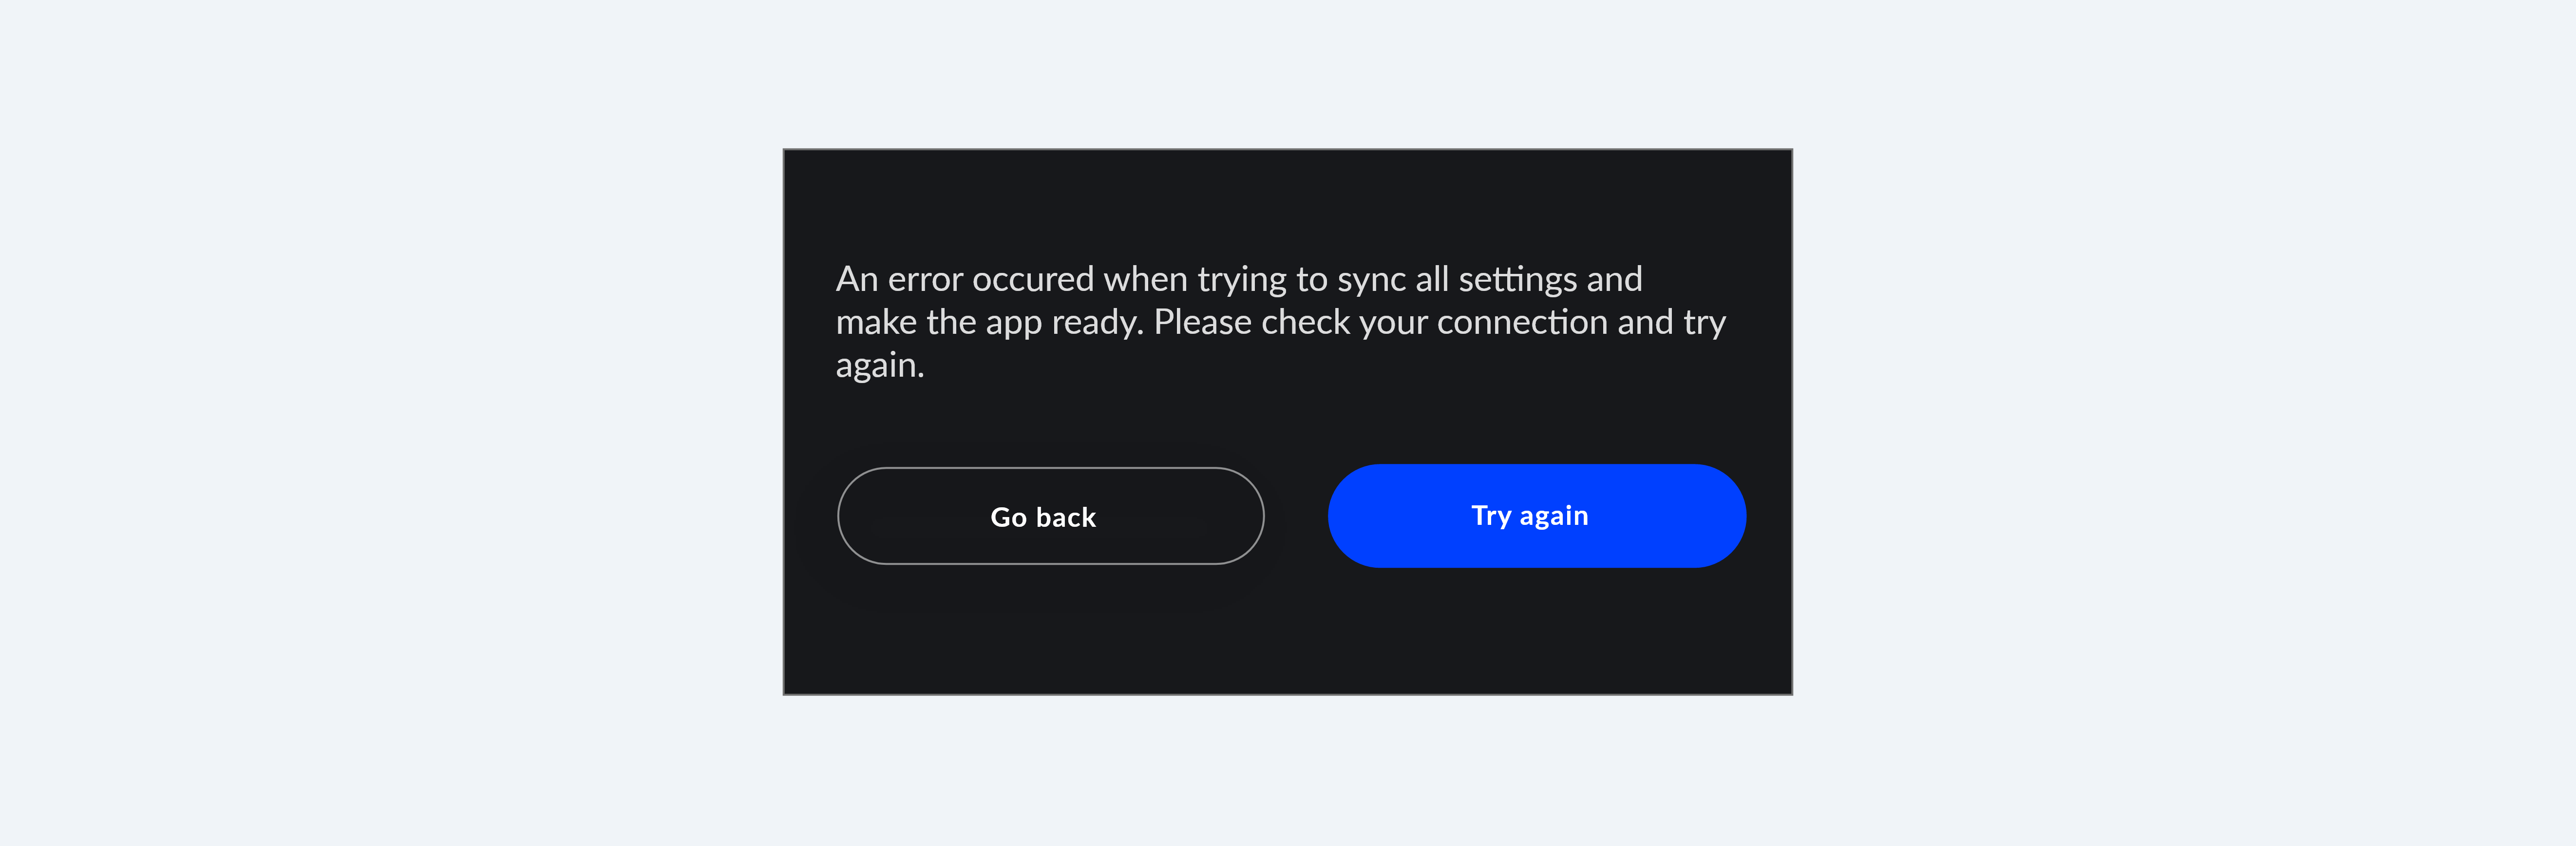 An error occured when trying to sync all settings and
make the app ready. Please check your connection and try
again.
Go back
Try again